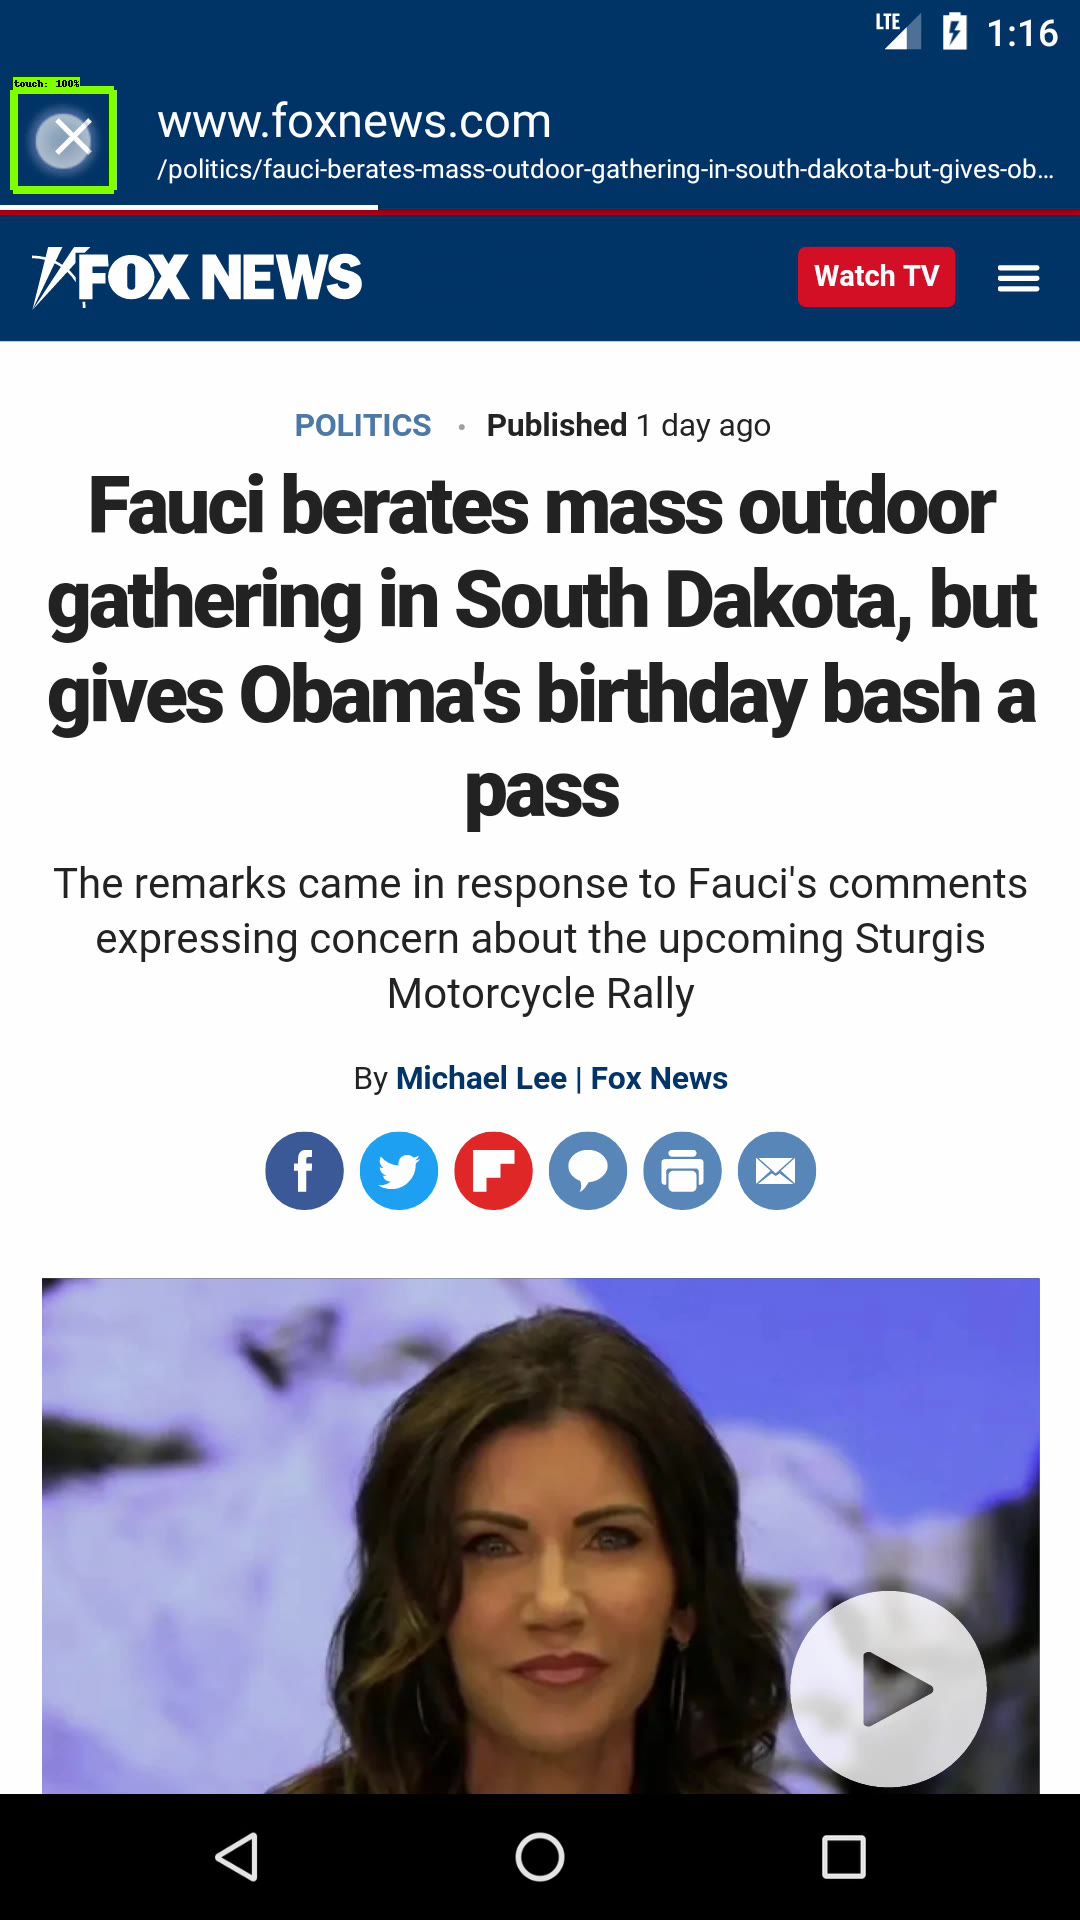 LTE 1:16
touch: 100%
www.foxnews.com
/politics/fauci-berates-mass-outdoor-gathering-in-south-dakota-but-gives-ob...
FOX NEWS
Watch TV
POLITICS · Published 1 day ago
Fauci berates mass outdoor
gathering in South Dakota, but
gives Obama's birthday bash a
pass
The remarks came in response to Fauci's comments
expressing concern about the upcoming Sturgis
Motorcycle Rally
By Michael Lee | Fox News